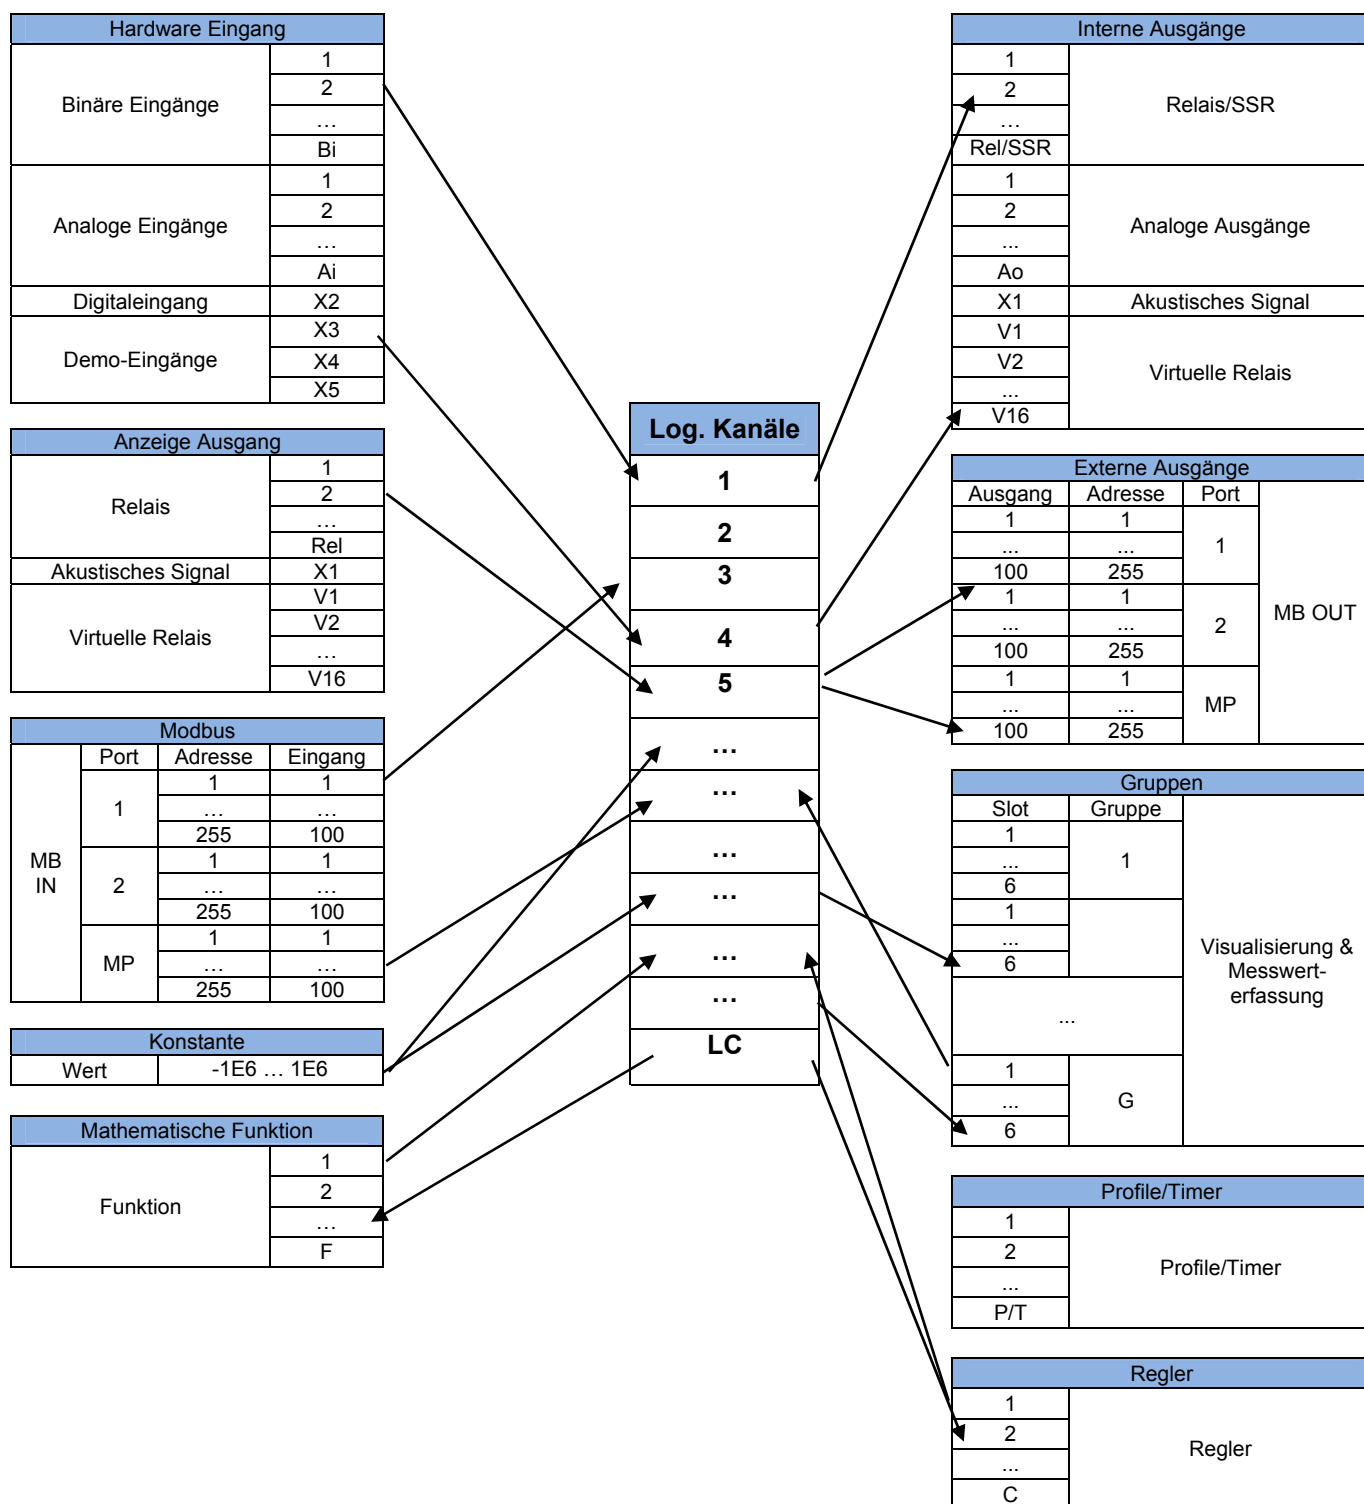 Hardware Eingang
Binäre Eingänge
1
2
…
Bi
Analoge Eingänge
1
2
…
Ai
Digitaleingang X2
Demo-Eingänge
X3
X4
X5
Anzeige Ausgang
Relais
1
2
…
Rel
Akustisches Signal X1
Virtuelle Relais
V1
V2
…
V16
Modbus
MB
IN
Port Adresse Eingang
1
1 1
… …
255 100
2
1 1
… …
255 100
MP
1 1
… …
255 100
Konstante
Wert -1E6 … 1E6
Mathematische Funktion
Funktion
1
2
…
F
Log. Kanäle
1
2
3
4
5
…
…
…
…
…
…
LC
Interne Ausgänge
1
2
...
Rel/SSR
Relais/SSR
1
2
...
Ao
Analoge Ausgänge
X1 Akustisches Signal
V1
V2
...
V16
Virtuelle Relais
Externe Ausgänge
Ausgang Adresse Port
1 1
... ...
100 255
1
1 1
... ...
100 255
2
1 1
... ...
100 255
MP
MB OUT
Gruppen
Slot Gruppe
1
...
6
1
1
...
6
...
1
...
6
G
Visualisierung &
Messwert-
erfassung
Profile/Timer
1
2
...
P/T
Profile/Timer
Regler
1
2
...
C
Regler